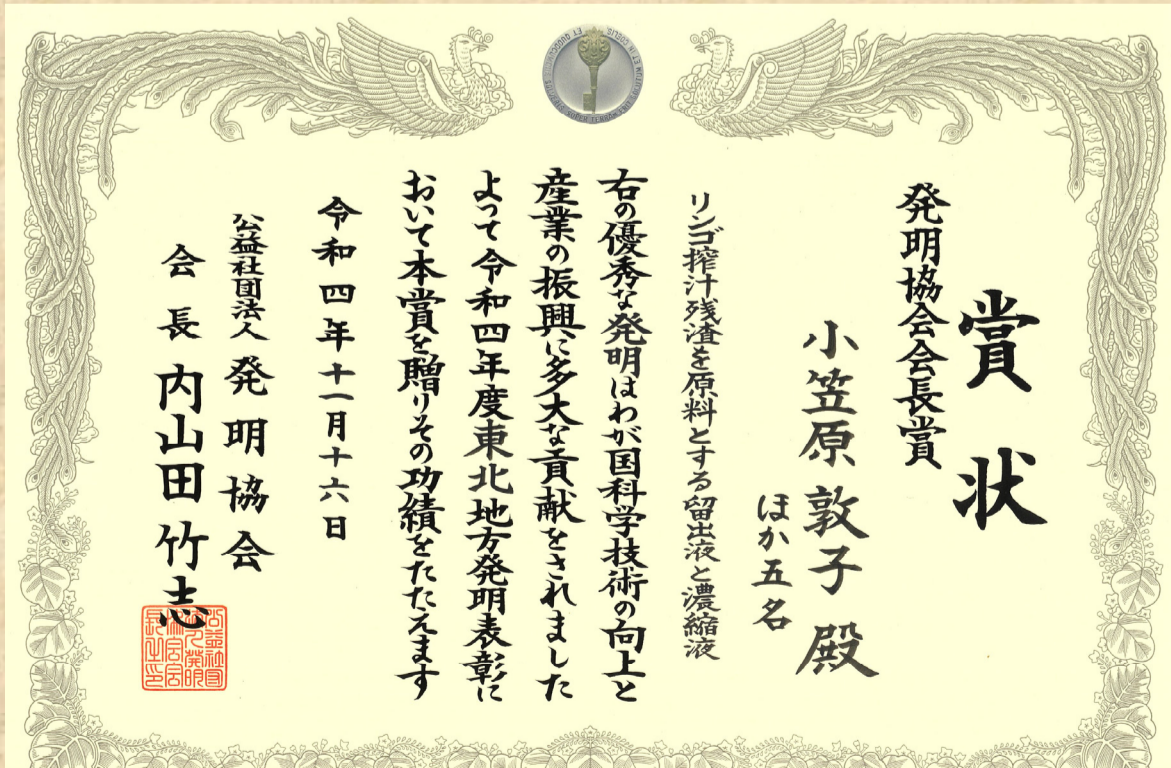 賞状
発明協会会長賞
小笠原敦子殿
ほか五名
リンゴ搾汁残渣を原料とする留出液と濃縮液
右の優秀な発明はわが国科学技術の向上と
産業の振興に多大な貢献をされました
よって令和四年度東北地方発明表彰に
おいて本賞を贈りその功績をたたえます
令和四年十一月十六日
公益社団法人発明協会
会長内山田竹志